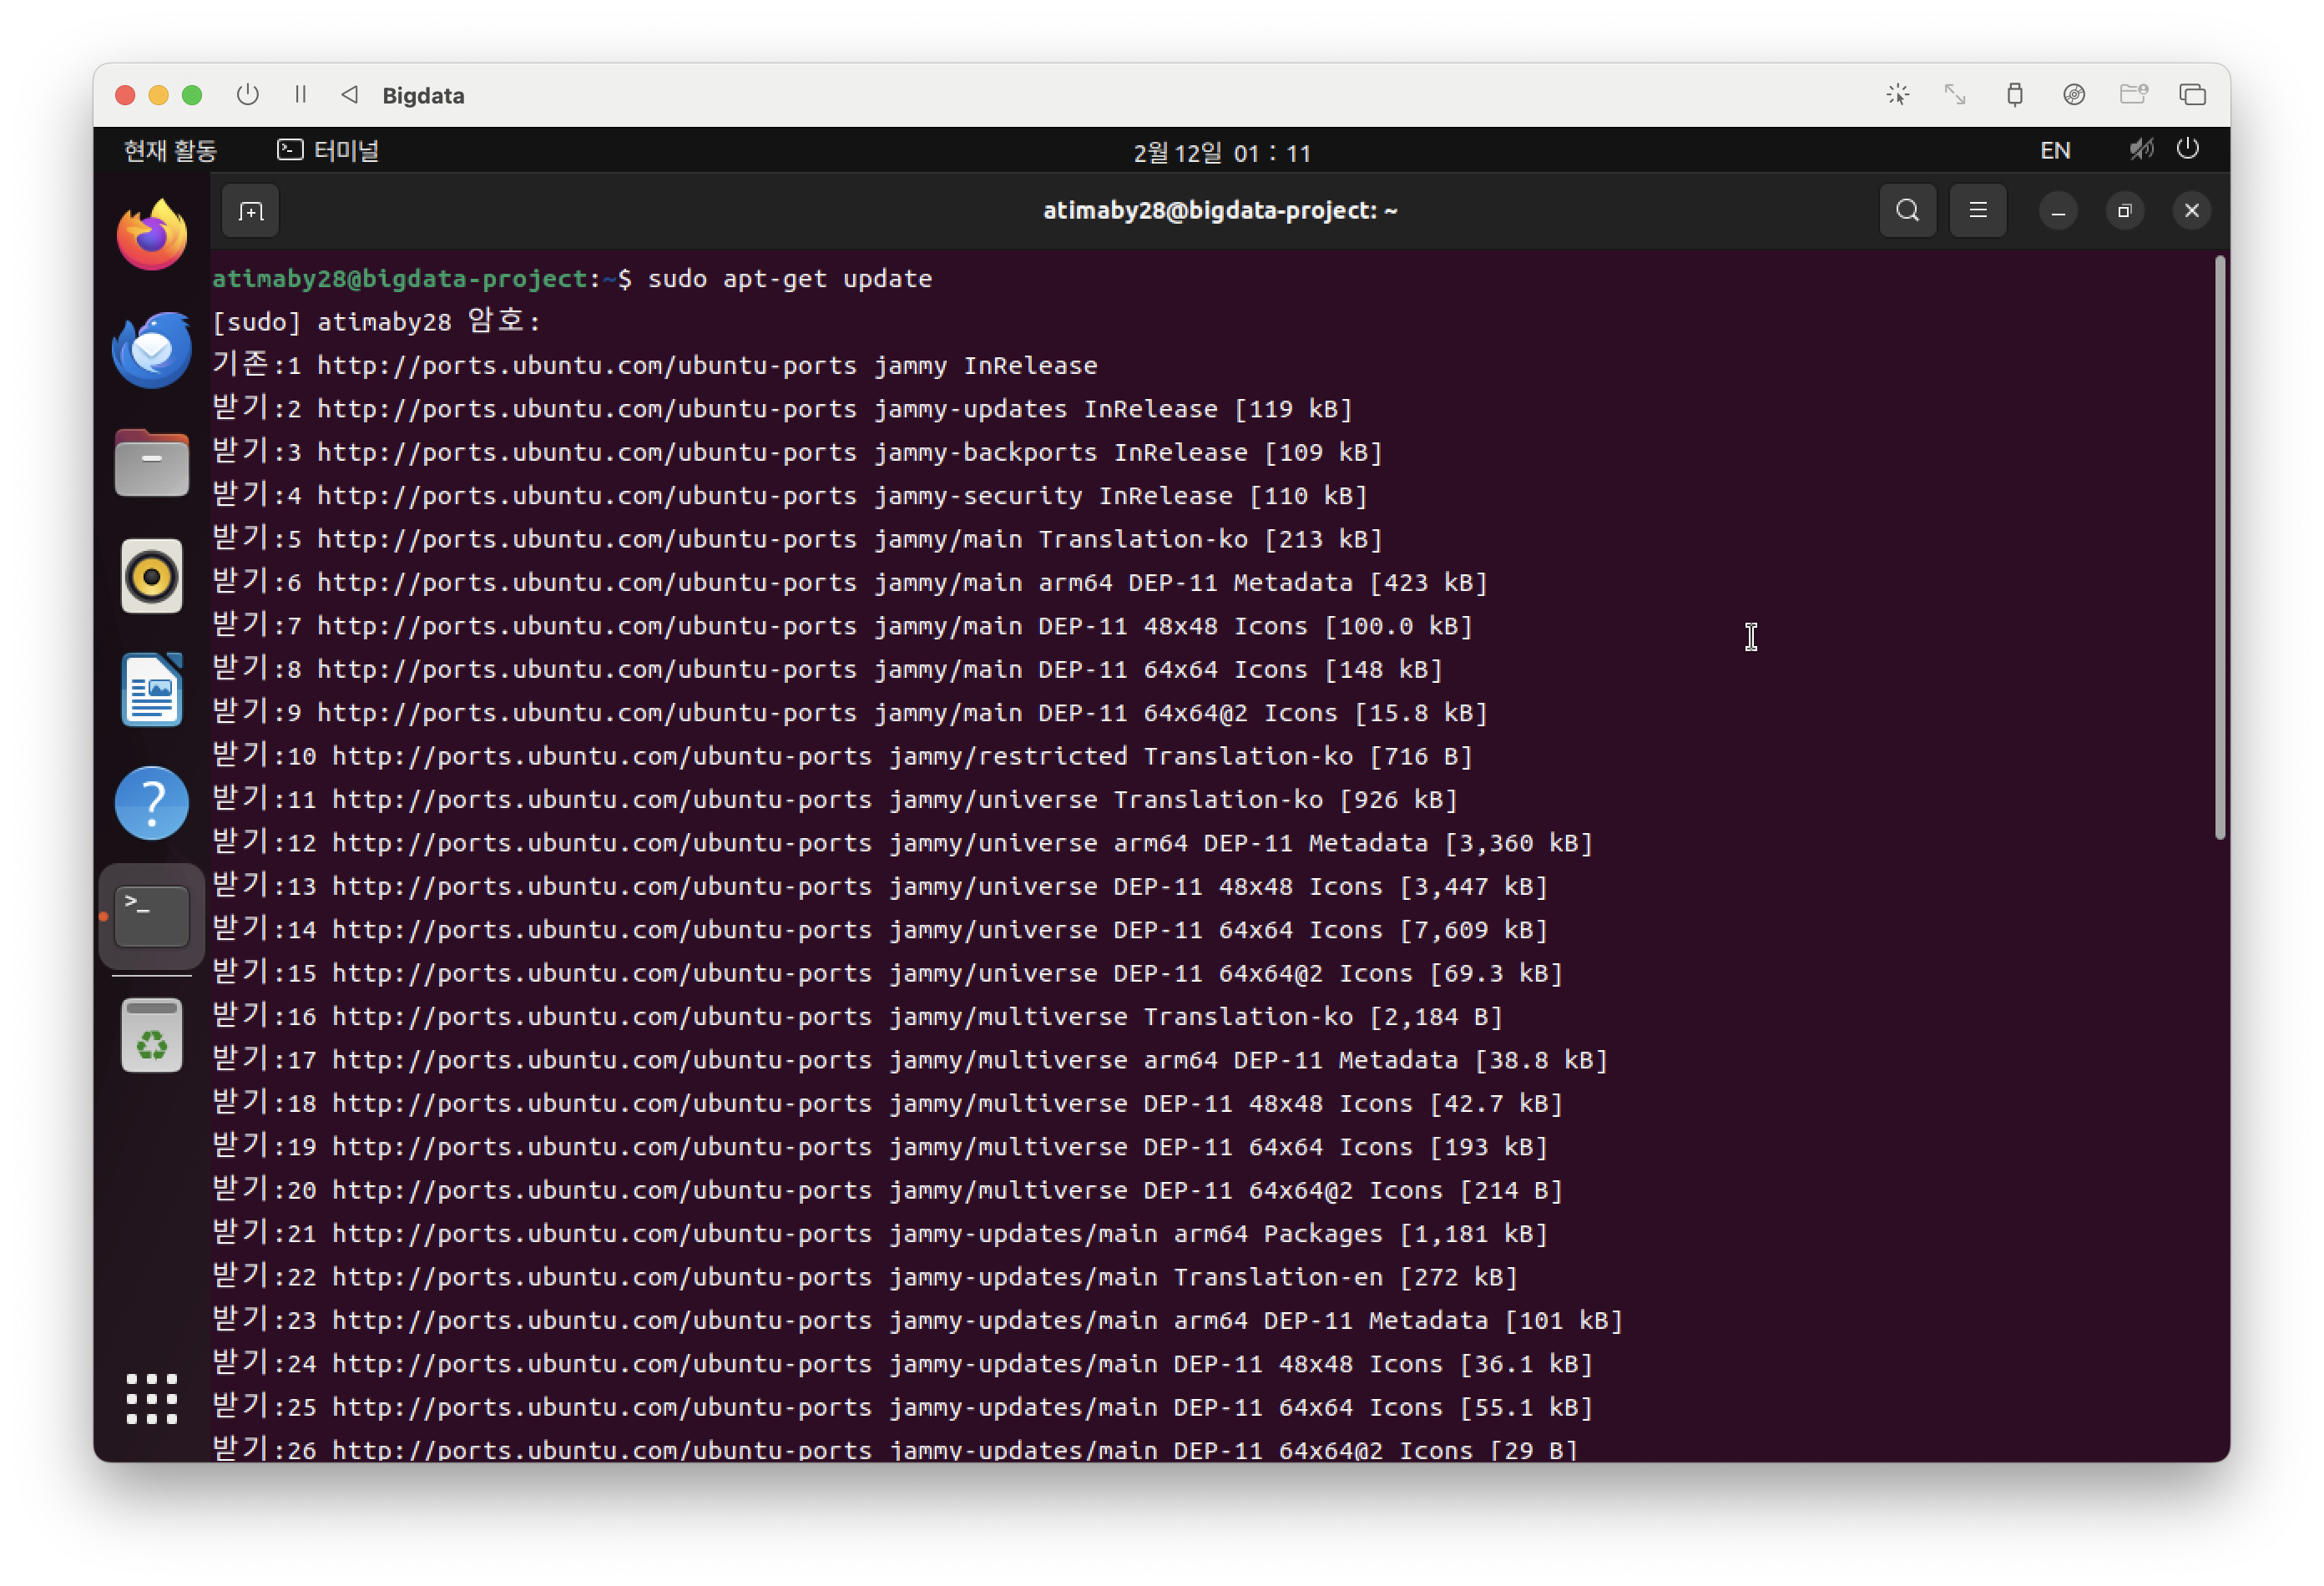 Bigdata
현재 활동 터미널 2월 12일 01 : 11 EN
atimaby28@bigdata-project: ~
atimaby28@bigdata-project:~$ sudo apt-get update
[sudo] atimaby28 암호:
기존:1 http://ports.ubuntu.com/ubuntu-ports jammy InRelease
받기:2 http://ports.ubuntu.com/ubuntu-ports jammy-updates InRelease [119 kB]
받기:3 http://ports.ubuntu.com/ubuntu-ports jammy-backports InRelease [109 kB]
받기:4 http://ports.ubuntu.com/ubuntu-ports jammy-security InRelease [110 kB]
받기:5 http://ports.ubuntu.com/ubuntu-ports jammy/main Translation-ko [213 kB]
받기:6 http://ports.ubuntu.com/ubuntu-ports jammy/main arm64 DEP-11 Metadata [423 kB]
받기:7 http://ports.ubuntu.com/ubuntu-ports jammy/main DEP-11 48x48 Icons [100.0 kB]
받기:8 http://ports.ubuntu.com/ubuntu-ports jammy/main DEP-11 64x64 Icons [148 kB]
받기:9 http://ports.ubuntu.com/ubuntu-ports jammy/main DEP-11 64x64@2 Icons [15.8 kB]
받기:10 http://ports.ubuntu.com/ubuntu-ports jammy/restricted Translation-ko [716 B]
받기:11 http://ports.ubuntu.com/ubuntu-ports jammy/universe Translation-ko [926 kB]
받기:12 http://ports.ubuntu.com/ubuntu-ports jammy/universe arm64 DEP-11 Metadata [3,360 kB]
받기:13 http://ports.ubuntu.com/ubuntu-ports jammy/universe DEP-11 48x48 Icons [3,447 kB]
받기:14 http://ports.ubuntu.com/ubuntu-ports jammy/universe DEP-11 64x64 Icons [7,609 kB]
받기:15 http://ports.ubuntu.com/ubuntu-ports jammy/universe DEP-11 64x64@2 Icons [69.3 kB]
받기:16 http://ports.ubuntu.com/ubuntu-ports jammy/multiverse Translation-ko [2,184 B]
받기:17 http://ports.ubuntu.com/ubuntu-ports jammy/multiverse arm64 DEP-11 Metadata [38.8 kB]
받기:18 http://ports.ubuntu.com/ubuntu-ports jammy/multiverse DEP-11 48x48 Icons [42.7 kB]
받기:19 http://ports.ubuntu.com/ubuntu-ports jammy/multiverse DEP-11 64x64 Icons [193 kB]
받기:20 http://ports.ubuntu.com/ubuntu-ports jammy/multiverse DEP-11 64x64@2 Icons [214 B]
받기:21 http://ports.ubuntu.com/ubuntu-ports jammy-updates/main arm64 Packages [1,181 kB]
받기:22 http://ports.ubuntu.com/ubuntu-ports jammy-updates/main Translation-en [272 kB]
받기:23 http://ports.ubuntu.com/ubuntu-ports jammy-updates/main arm64 DEP-11 Metadata [101 kB]
받기:24 http://ports.ubuntu.com/ubuntu-ports jammy-updates/main DEP-11 48x48 Icons [36.1 kB]
받기:25 http://ports.ubuntu.com/ubuntu-ports jammy-updates/main DEP-11 64x64 Icons [55.1 kB]
받기:26 http://ports.ubuntu.com/ubuntu-ports jammy-updates/main DEP-11 64x64@2 Icons [29 B]